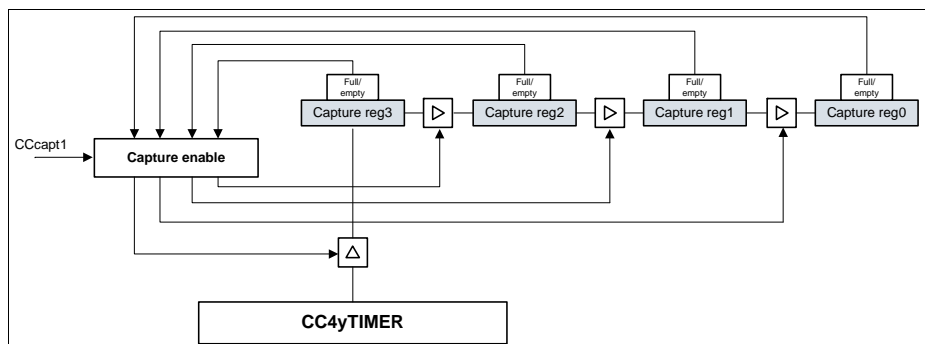 Full/
empty
Full/
empty
Full/
empty
Full/
empty
Capture reg3
Capture reg2
Capture reg1
Capture reg0
CCcapt1
Capture enable
CC4yTIMER